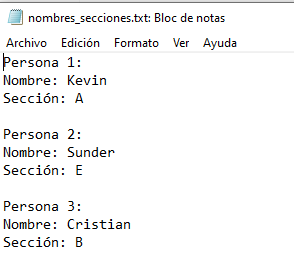 nombres_secciones.txt: Bloc de notas
Archivo Edición Formato Ver Ayuda
Persona 1:
Nombre: Kevin
Sección: A
Persona 2:
Nombre: Sunder
Sección: E
Persona 3:
Nombre: Cristian
Sección: B